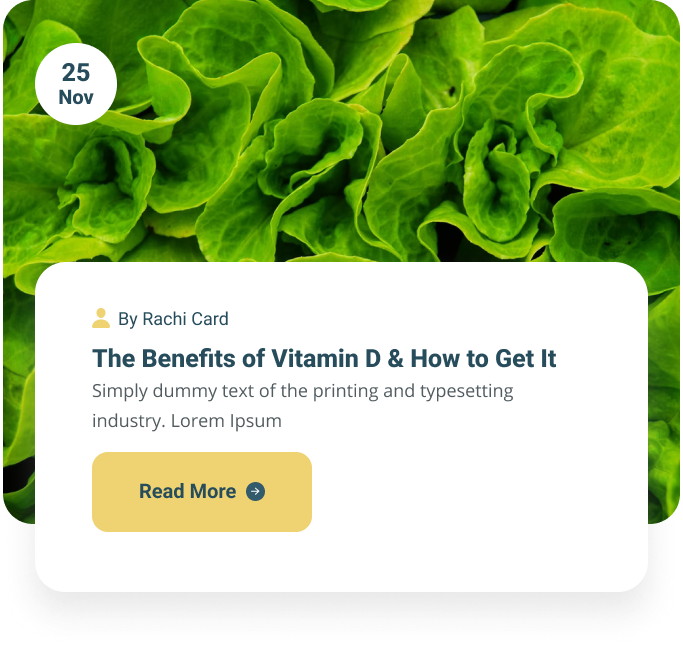 25
Nov
By Rachi Card
The Benefits of Vitamin D & How to Get It
Simply dummy text of the printing and typesetting
industry. Lorem Ipsum
Read More